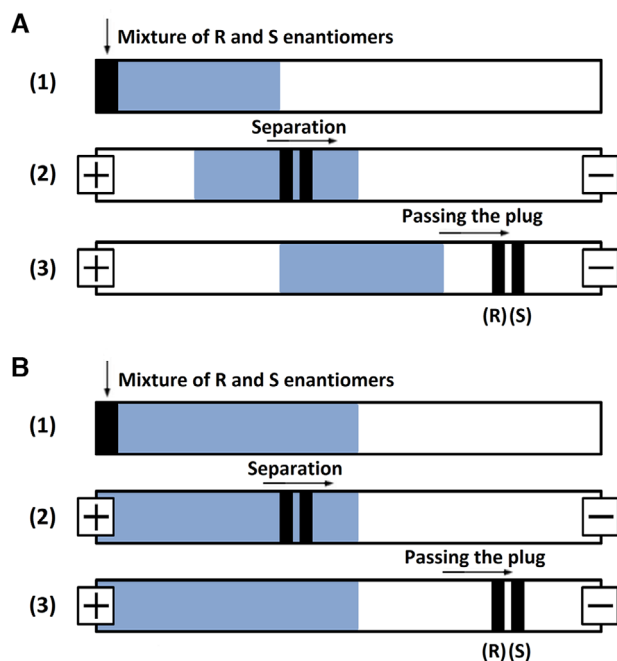 A
Mixture of R and S enantiomers
(1)
Separation
(2)
+ −
Passing the plug
(3)
+ −
(R) (S)
B
Mixture of R and S enantiomers
(1)
Separation
(2)
+ −
Passing the plug
(3)
+ −
(R) (S)